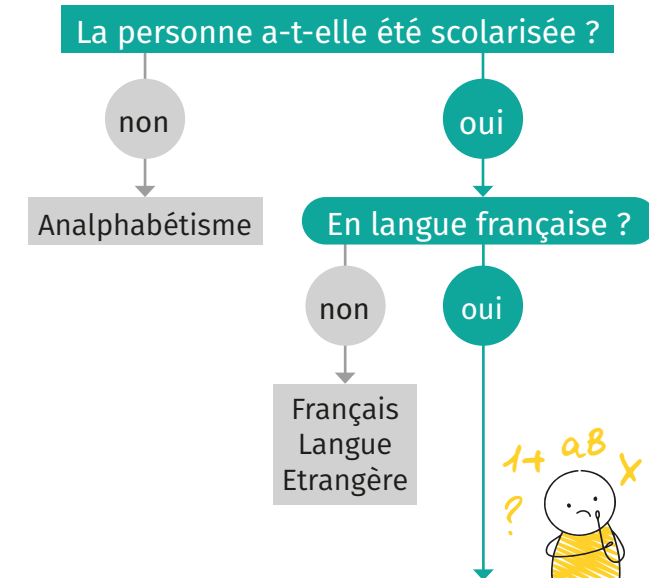 La personne a-t-elle été scolarisée ?
non
oui
Analphabétisme
En langue française ?
non
oui
Français
Langue
Etrangère
1+ aB x
?